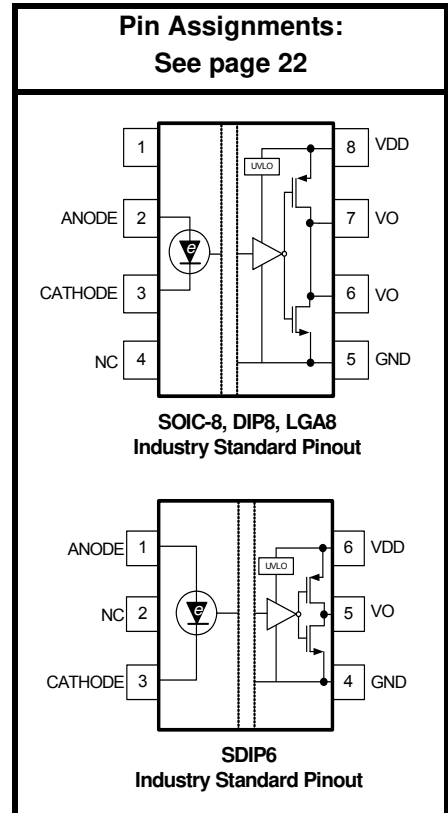 Pin Assignments:
See page 22
1
8 VDD
UVLO
ANODE 2
e
7 VO
CATHODE 3
6 VO
NC 4
5 GND
SOIC-8, DIP8, LGA8
Industry Standard Pinout
ANODE 1
6 VDD
UVLO
NC 2
e
5 VO
CATHODE 3
4 GND
SDIP6
Industry Standard Pinout